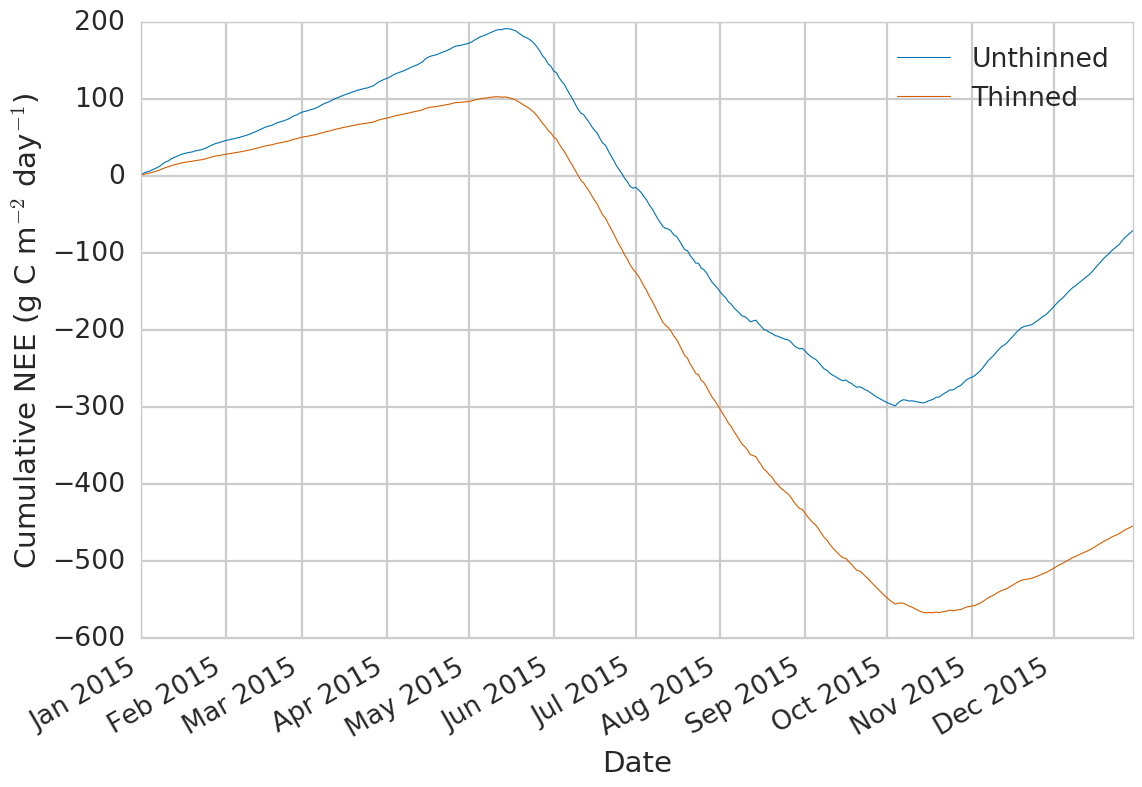 200
100
0
−100
−200
−300
−400
−500
−600
Cumulative NEE (g C m⁻² day⁻¹)
Unthinned
Thinned
Jan 2015
Feb 2015
Mar 2015
Apr 2015
May 2015
Jun 2015
Jul 2015
Aug 2015
Sep 2015
Oct 2015
Nov 2015
Dec 2015
Date